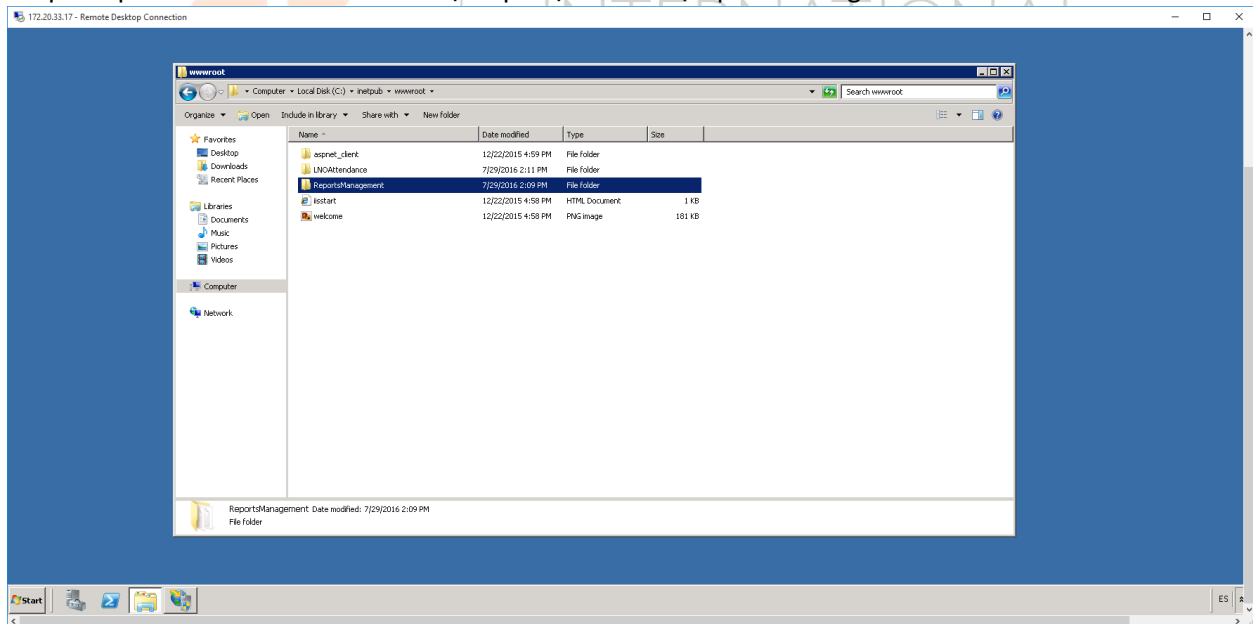 172.20.33.17 - Remote Desktop Connection
wwwroot
Computer Local Disk (C:) inetpub wwwroot
Search wwwroot
Organize Open Include in library Share with New folder
Favorites
Desktop
Downloads
Recent Places
Libraries
Documents
Music
Pictures
Videos
Computer
Network
Name Date modified Type Size
aspnet_client 12/22/2015 4:59 PM File folder
LNOAttendance 7/29/2016 2:11 PM File folder
ReportsManagement 7/29/2016 2:09 PM File folder
iisstart 12/22/2015 4:58 PM HTML Document 1 KB
welcome 12/22/2015 4:58 PM PNG image 181 KB
ReportsManagement Date modified: 7/29/2016 2:09 PM
File folder
Start
ES